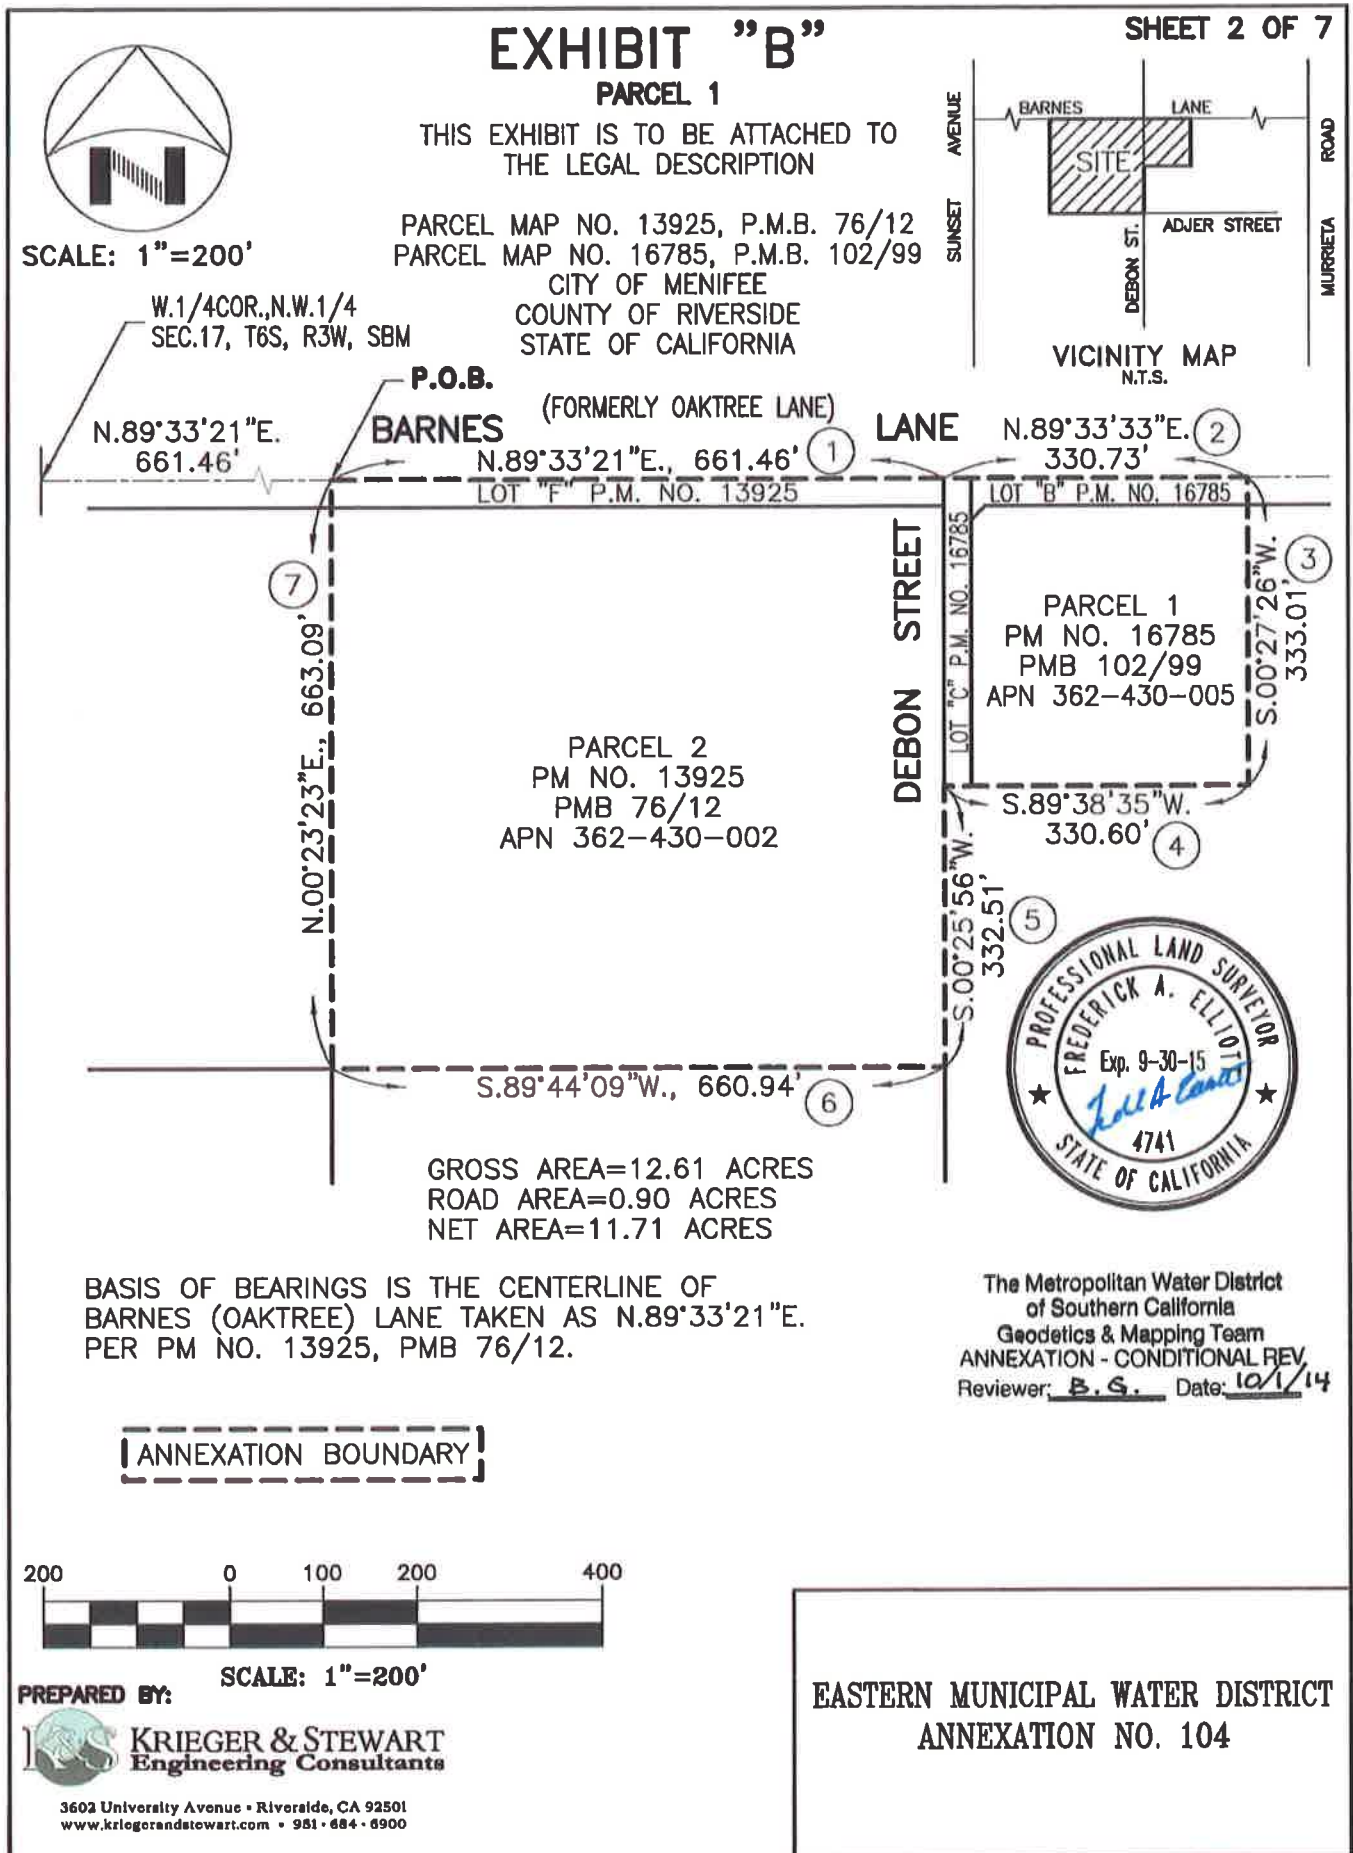 EXHIBIT "B"
SHEET 2 OF 7
PARCEL 1
THIS EXHIBIT IS TO BE ATTACHED TO
THE LEGAL DESCRIPTION
PARCEL MAP NO. 13925, P.M.B. 76/12
PARCEL MAP NO. 16785, P.M.B. 102/99
CITY OF MENIFEE
COUNTY OF RIVERSIDE
STATE OF CALIFORNIA
N
SCALE: 1"=200'
SUNSET AVENUE
BARNES LANE
SITE
DEBON ST.
ADJER STREET
MURRIETA ROAD
VICINITY MAP
N.T.S.
W.1/4COR.,N.W.1/4
SEC.17, T6S, R3W, SBM
P.O.B.
(FORMERLY OAKTREE LANE)
BARNES LANE
N.89°33'21"E.
661.46'
N.89°33'21"E., 661.46' 1
N.89°33'33"E. 2
330.73'
LOT "F" P.M. NO. 13925
LOT "B" P.M. NO. 16785
DEBON STREET
LOT "C" P.M. NO. 16785
7
N.00°23'23"E., 663.09'
PARCEL 1
PM NO. 16785
PMB 102/99
APN 362-430-005
S.00°27'26"W.
333.01'
3
PARCEL 2
PM NO. 13925
PMB 76/12
APN 362-430-002
S.89°38'35"W.
330.60' 4
S.00°25'56"W.
332.51'
5
S.89°44'09"W., 660.94' 6
PROFESSIONAL LAND SURVEYOR
FREDERICK A. ELLIOTT
Exp. 9-30-15
4741
STATE OF CALIFORNIA
GROSS AREA=12.61 ACRES
ROAD AREA=0.90 ACRES
NET AREA=11.71 ACRES
BASIS OF BEARINGS IS THE CENTERLINE OF
BARNES (OAKTREE) LANE TAKEN AS N.89°33'21"E.
PER PM NO. 13925, PMB 76/12.
The Metropolitan Water District
of Southern California
Geodetics & Mapping Team
ANNEXATION - CONDITIONAL REV.
Reviewer: B.G. Date: 10/1/14
ANNEXATION BOUNDARY
200 0 100 200 400
SCALE: 1"=200'
PREPARED BY:
K&S KRIEGER & STEWART
Engineering Consultants
3602 University Avenue • Riverside, CA 92501
www.kriegerandstewart.com • 951 • 684 • 6900
EASTERN MUNICIPAL WATER DISTRICT
ANNEXATION NO. 104